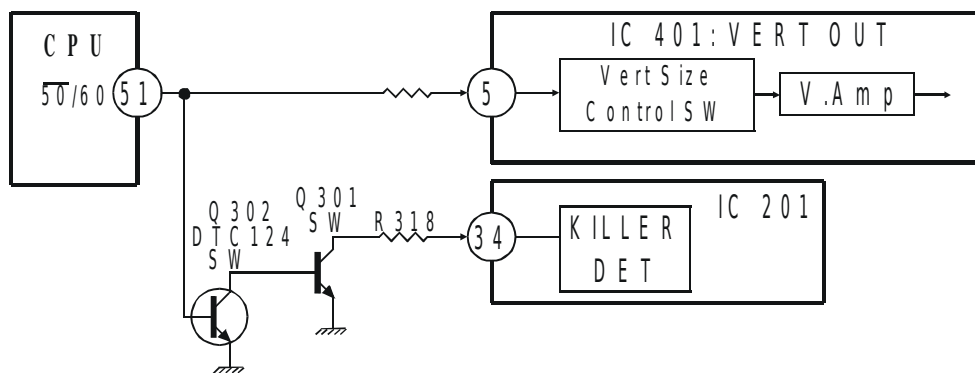 CPU
50/60
51
IC 401:VERT OUT
5
Vert Size
Control SW
V.Amp
Q302
DTC124
SW
Q301
SW
R318
34
IC 201
KILLER
DET